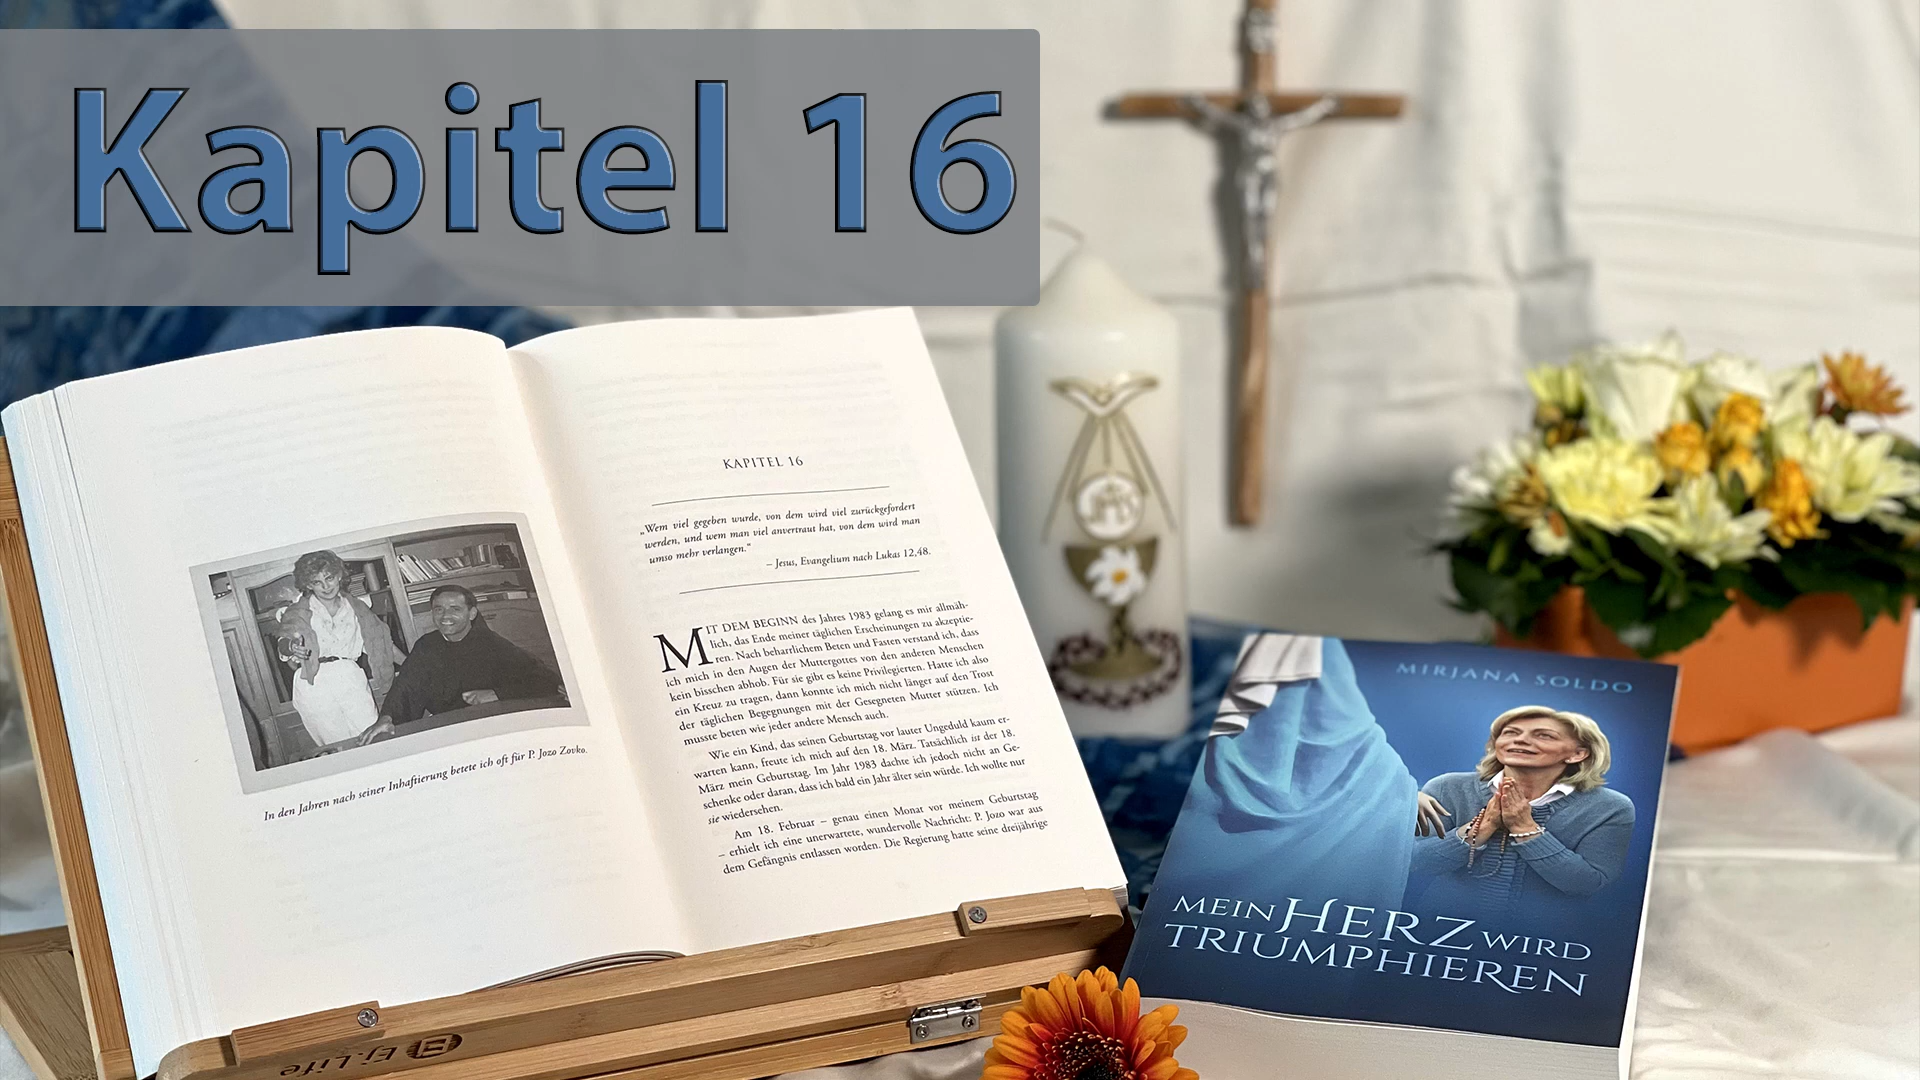 Kapitel 16
In den Jahren nach seiner Inhaftierung betete ich oft für P. Jozo Zovko.
KAPITEL 16
„Wem viel gegeben wurde, von dem wird viel zurückgefordert
werden, und wem man viel anvertraut hat, von dem wird man
umso mehr verlangen.“
– Jesus, Evangelium nach Lukas 12,48.
MIT DEM BEGINN des Jahres 1983 gelang es mir allmäh-
lich, das Ende meiner täglichen Erscheinungen zu akzeptie-
ren. Nach beharrlichem Beten und Fasten verstand ich, dass
ich mich in den Augen der Muttergottes von den anderen Menschen
kein bisschen abhob. Für sie gibt es keine Privilegierten. Hatte ich also
ein Kreuz zu tragen, dann konnte ich mich nicht länger auf den Trost
der täglichen Begegnungen mit der Gesegneten Mutter stützen. Ich
musste beten wie jeder andere Mensch auch.
Wie ein Kind, das seinen Geburtstag vor lauter Ungeduld kaum er-
warten kann, freute ich mich auf den 18. März. Tatsächlich ist der 18.
März mein Geburtstag. Im Jahr 1983 dachte ich jedoch nicht an Ge-
schenke oder daran, dass ich bald ein Jahr älter sein würde. Ich wollte nur
sie wiedersehen.
Am 18. Februar – genau einen Monat vor meinem Geburtstag
– erhielt ich eine unerwartete, wundervolle Nachricht: P. Jozo war aus
dem Gefängnis entlassen worden. Die Regierung hatte seine dreijährige
MIRJANA SOLDO
MEIN HERZ WIRD
TRIUMPHIEREN
Ej.Life